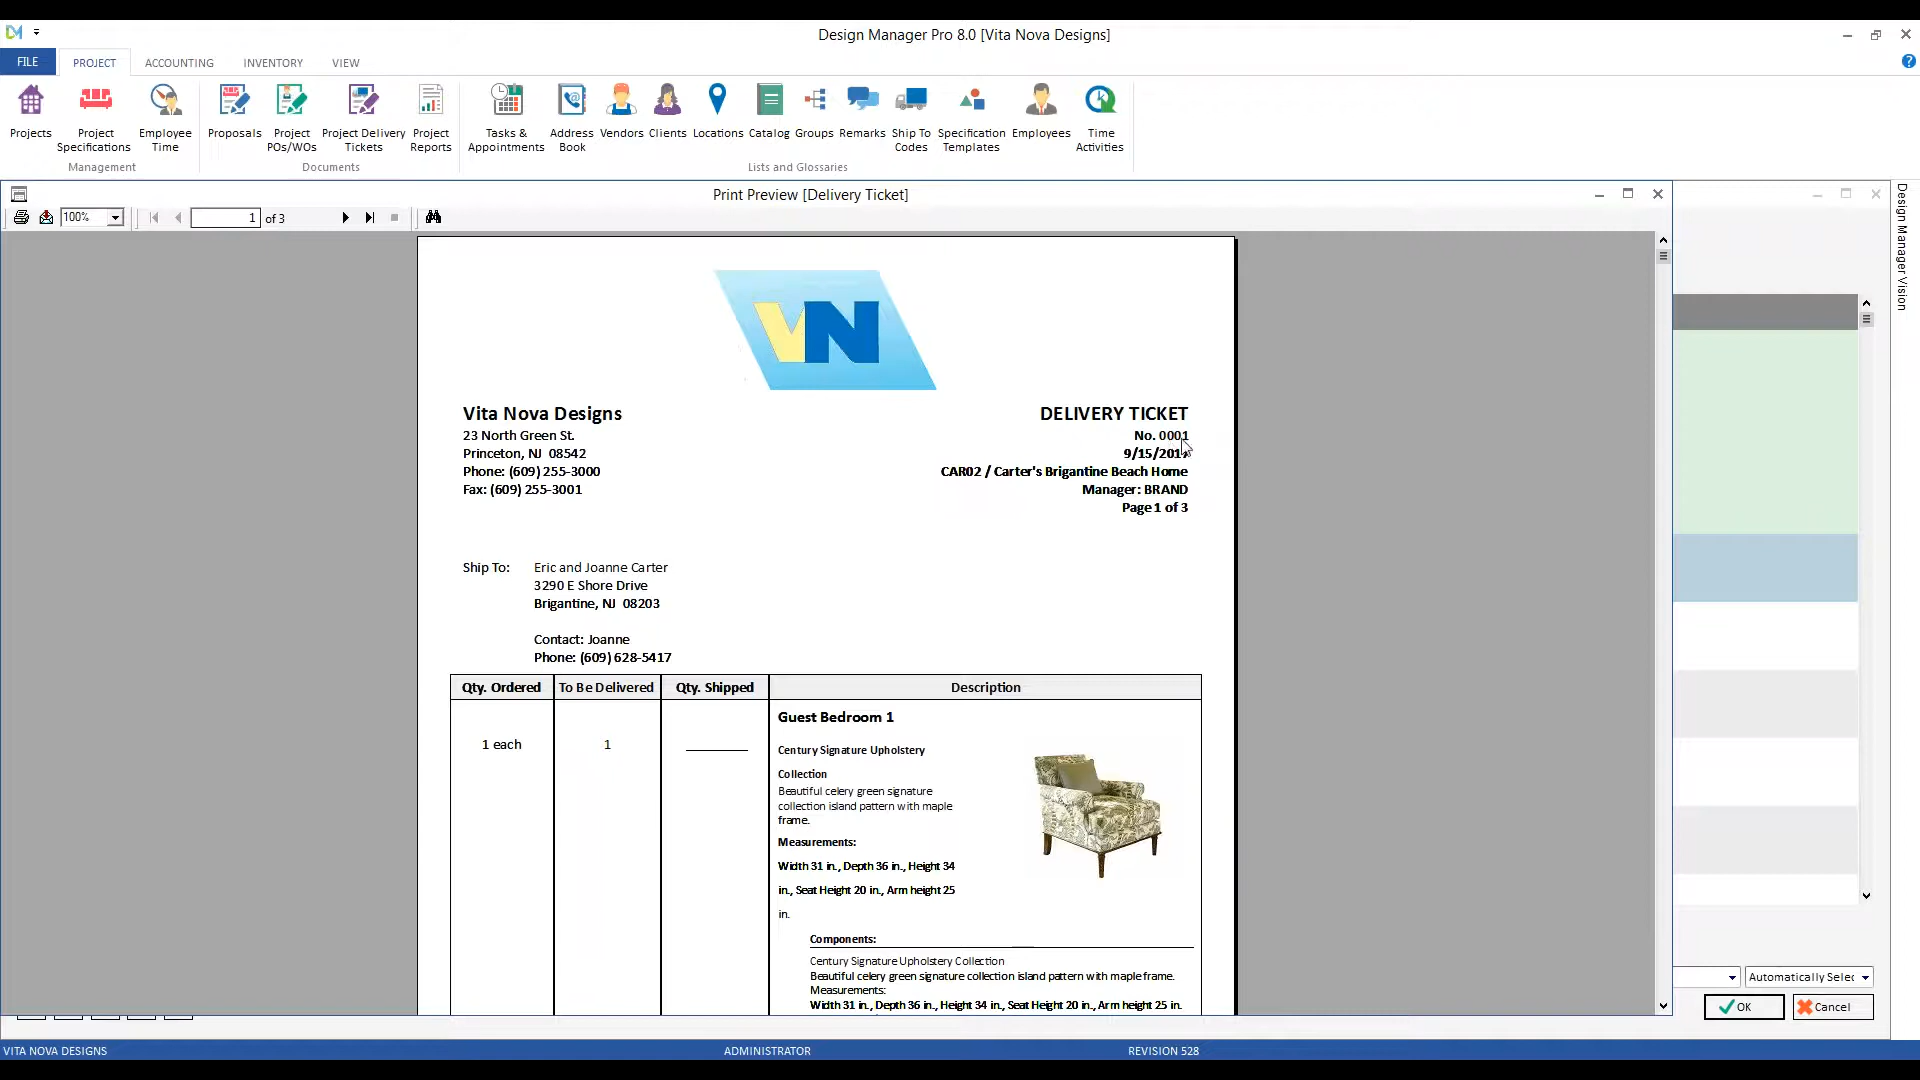 Design Manager Pro 8.0 [Vita Nova Designs]
FILE PROJECT ACCOUNTING INVENTORY VIEW
Projects
Project Specifications
Employee Time
Proposals
Project POs/WOs
Project Delivery Tickets
Project Reports
Tasks & Appointments
Address Book
Vendors
Clients
Locations
Catalog
Groups
Remarks
Ship To Codes
Specification Templates
Employees
Time Activities
Management
Documents
Lists and Glossaries
Print Preview [Delivery Ticket]
100% 1 of 3
Design Manager Vision
VN
Vita Nova Designs
23 North Green St.
Princeton, NJ 08542
Phone: (609) 255-3000
Fax: (609) 255-3001
DELIVERY TICKET
No. 0001
CAR02 / Carter's Brigantine Beach Home
Manager: BRAND
Page 1 of 3
Ship To: Eric and Joanne Carter
3290 E Shore Drive
Brigantine, NJ 08203
Contact: Joanne
Phone: (609) 628-5417
Qty. Ordered To Be Delivered Qty. Shipped Description
Guest Bedroom 1
1 each 1
Century Signature Upholstery
Collection
Beautiful celery green signature
collection island pattern with maple
frame.
Measurements:
Width 31 in., Depth 36 in., Height 34
in., Seat Height 20 in., Arm height 25
in.
Components:
Century Signature Upholstery Collection
Beautiful celery green signature collection island pattern with maple frame.
Measurements:
Width 31 in., Depth 36 in., Height 34 in., Seat Height 20 in., Arm height 25 in.
Automatically Selec
OK Cancel
VITA NOVA DESIGNS ADMINISTRATOR REVISION 528